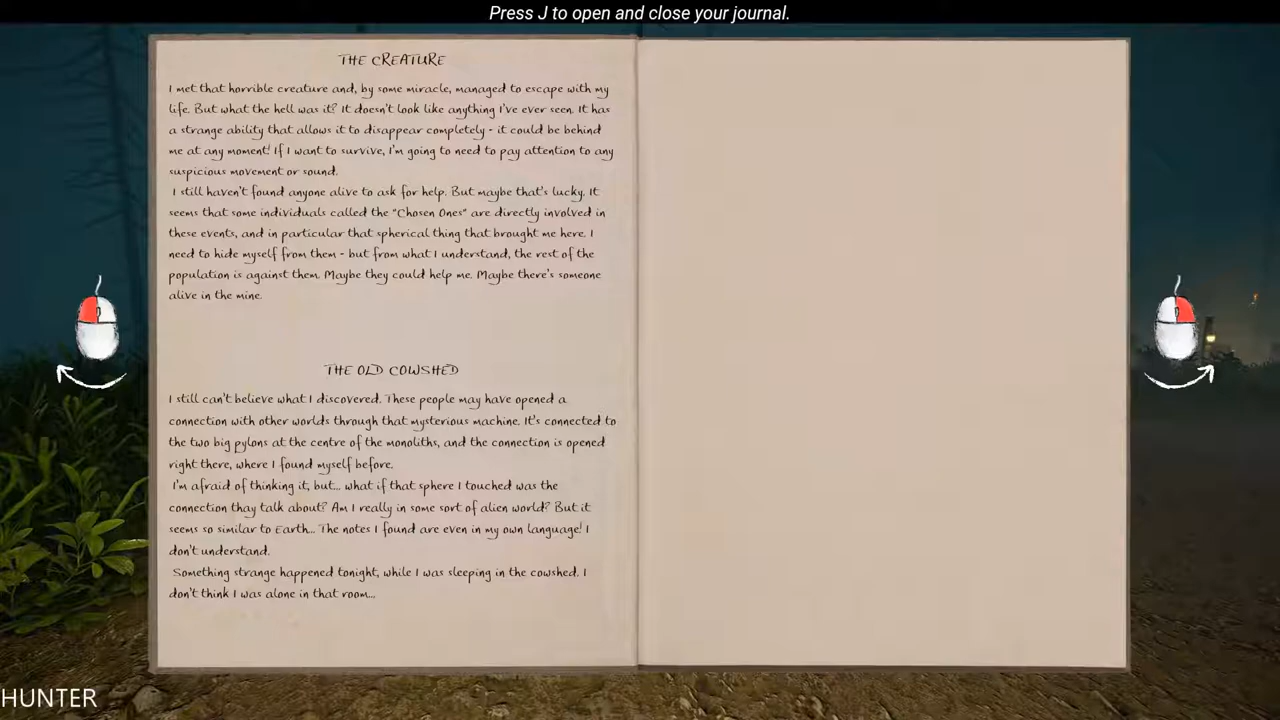 Press J to open and close your journal.
THE CREATURE
I met that horrible creature and, by some miracle, managed to escape with my
life. But what the hell was it? It doesn't look like anything I've ever seen. It has
a strange ability that allows it to disappear completely - it could be behind
me at any moment! If I want to survive, I'm going to need to pay attention to any
suspicious movement or sound.
I still haven't found anyone alive to ask for help. But maybe that's lucky. It
seems that some individuals called the "Chosen Ones" are directly involved in
these events, and in particular that spherical thing that brought me here. I
need to hide myself from them - but from what I understand, the rest of the
population is against them. Maybe they could help me. Maybe there's someone
alive in the mine.
THE OLD COWSHED
I still can't believe what I discovered. These people may have opened a
connection with other worlds through that mysterious machine. It's connected to
the two big pylons at the centre of the monoliths, and the connection is opened
right there, where I found myself before.
I'm afraid of thinking it, but... what if that sphere I touched was the
connection thay talk about? Am I really in some sort of alien world? But it
seems so similar to Earth... The notes I found are even in my own language! I
don't understand.
Something strange happened tonight, while I was sleeping in the cowshed. I
don't think I was alone in that room...
HUNTER